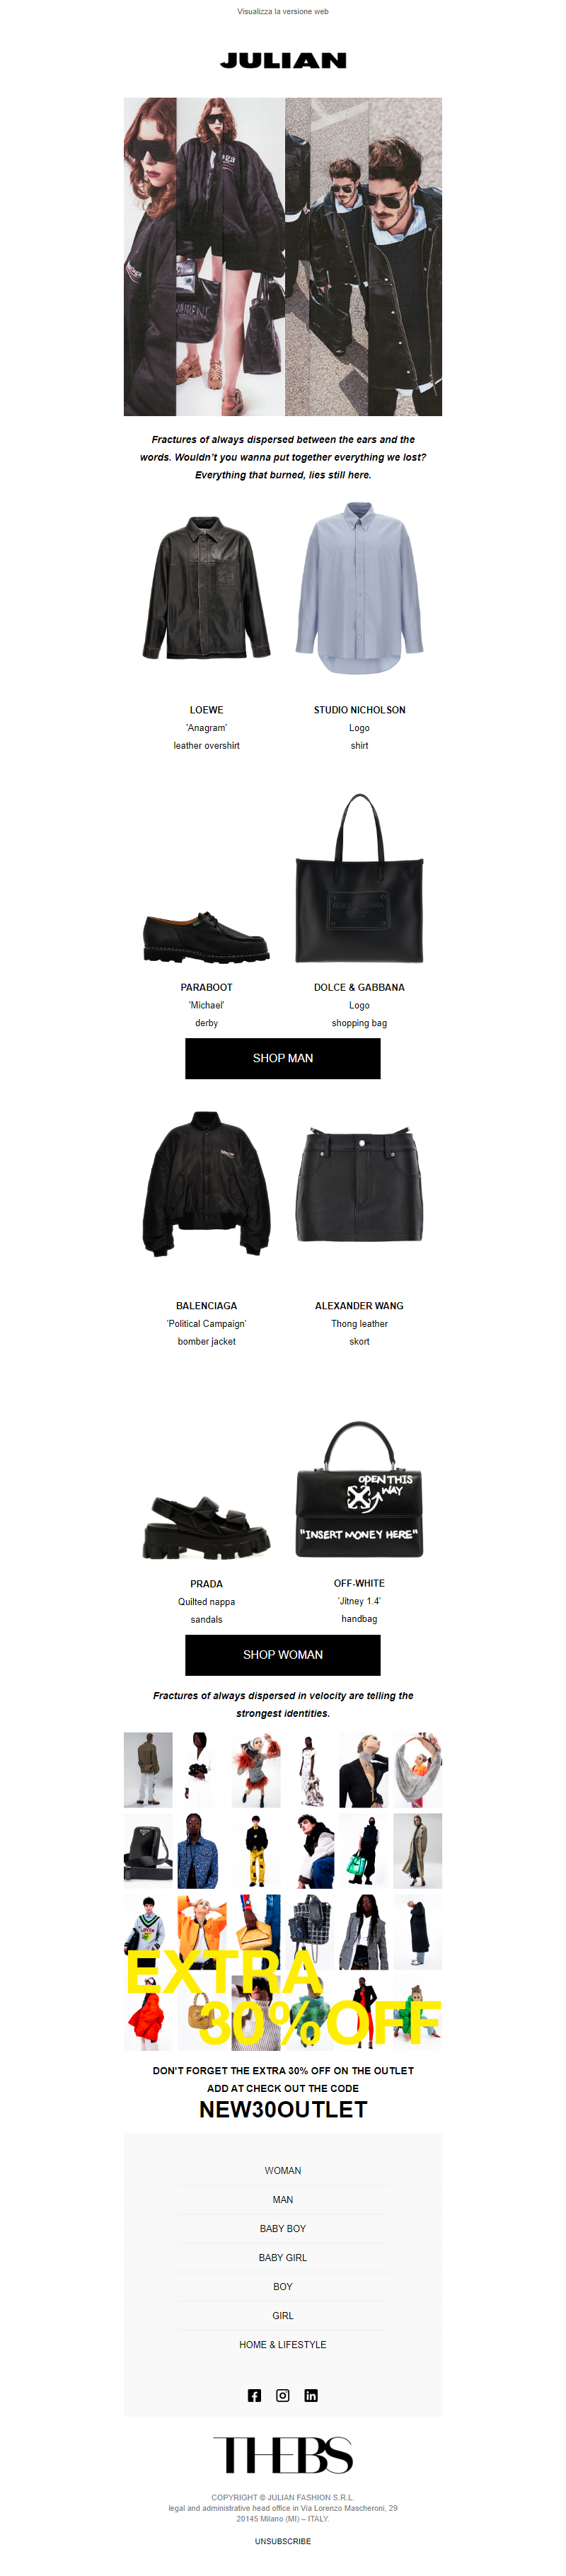 Visualizza la versione web
JULIAN
Fractures of always dispersed between the ears and the
words. Wouldn’t you wanna put together everything we lost?
Everything that burned, lies still here.
LOEWE
'Anagram'
leather overshirt
STUDIO NICHOLSON
Logo
shirt
PARABOOT
'Michael'
derby
DOLCE & GABBANA
Logo
shopping bag
SHOP MAN
BALENCIAGA
'Political Campaign'
bomber jacket
ALEXANDER WANG
Thong leather
skort
OPEN THIS
WAY
"INSERT MONEY HERE"
PRADA
Quilted nappa
sandals
OFF-WHITE
'Jitney 1.4'
handbag
SHOP WOMAN
Fractures of always dispersed in velocity are telling the
strongest identities.
EXTRA
30%OFF
DON'T FORGET THE EXTRA 30% OFF ON THE OUTLET
ADD AT CHECK OUT THE CODE
NEW30OUTLET
WOMAN
MAN
BABY BOY
BABY GIRL
BOY
GIRL
HOME & LIFESTYLE
THEBS
COPYRIGHT © JULIAN FASHION S.R.L.
legal and administrative head office in Via Lorenzo Mascheroni, 29
20145 Milano (MI) – ITALY.
UNSUBSCRIBE